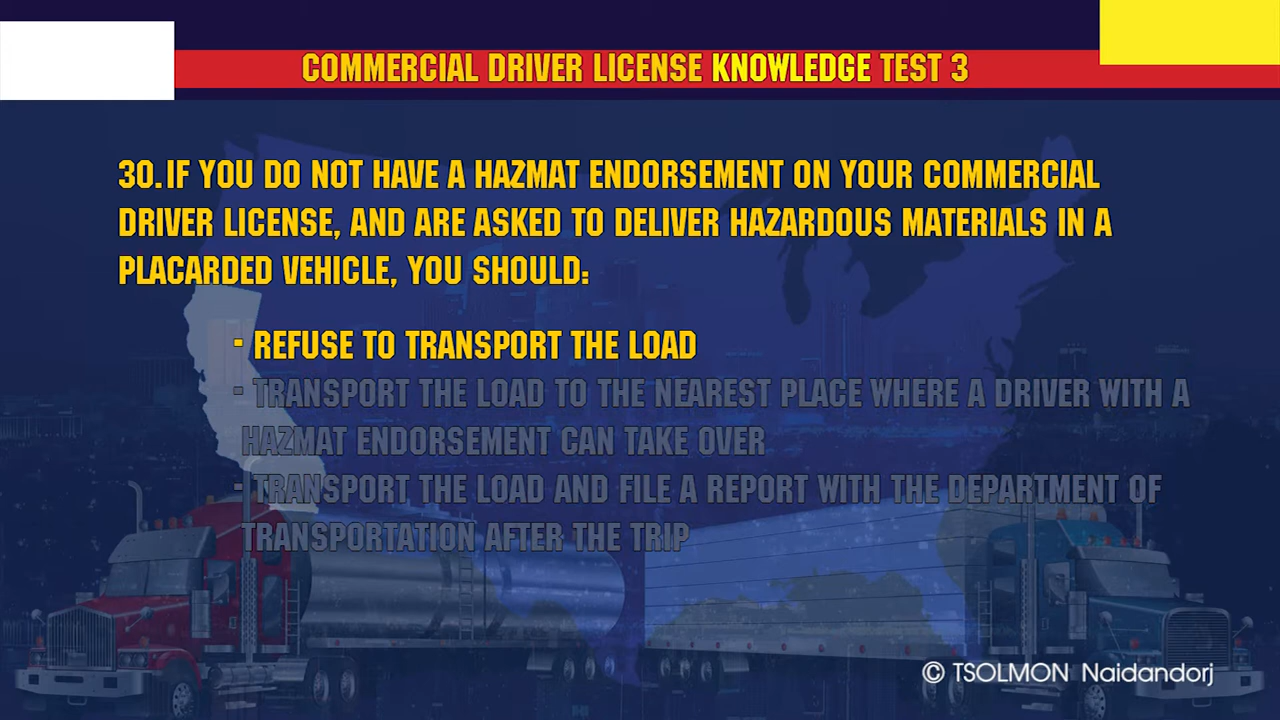 COMMERCIAL DRIVER LICENSE KNOWLEDGE TEST 3
30. IF YOU DO NOT HAVE A HAZMAT ENDORSEMENT ON YOUR COMMERCIAL
DRIVER LICENSE, AND ARE ASKED TO DELIVER HAZARDOUS MATERIALS IN A
PLACARDED VEHICLE, YOU SHOULD:
- REFUSE TO TRANSPORT THE LOAD
- TRANSPORT THE LOAD TO THE NEAREST PLACE WHERE A DRIVER WITH A
HAZMAT ENDORSEMENT CAN TAKE OVER
- TRANSPORT THE LOAD AND FILE A REPORT WITH THE DEPARTMENT OF
TRANSPORTATION AFTER THE TRIP
© TSOLMON Naidandorj